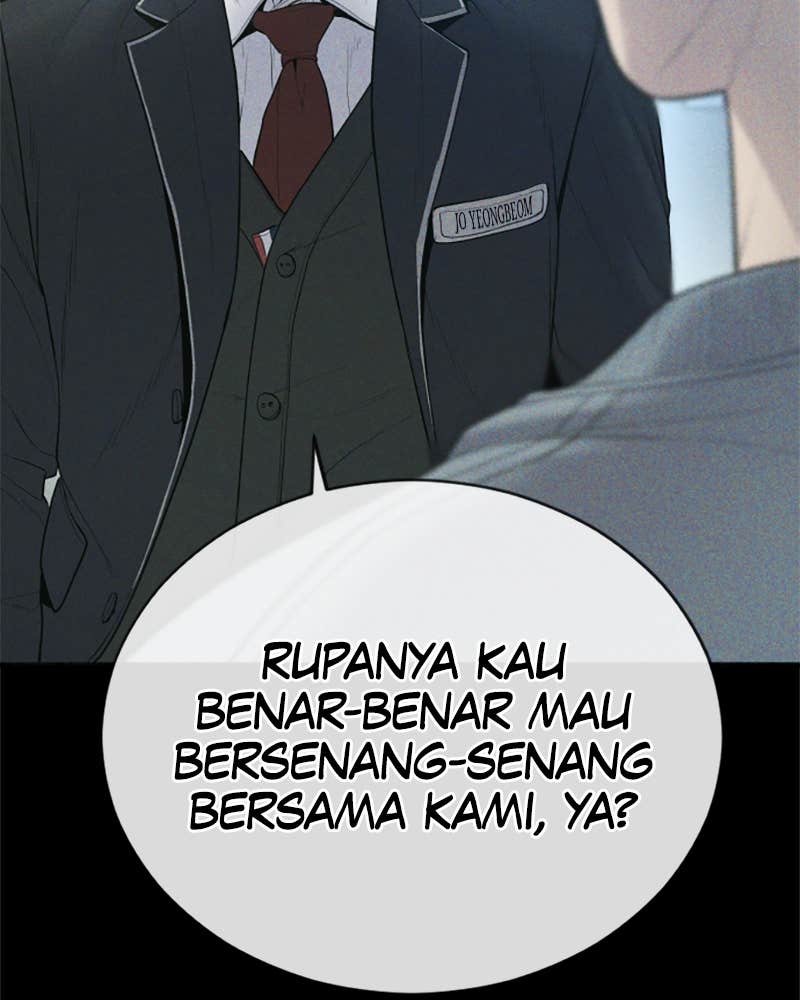 JO YEONGBEOM
RUPANYA KAU
BENAR-BENAR MAU
BERSENANG-SENANG
BERSAMA KAMI, YA?